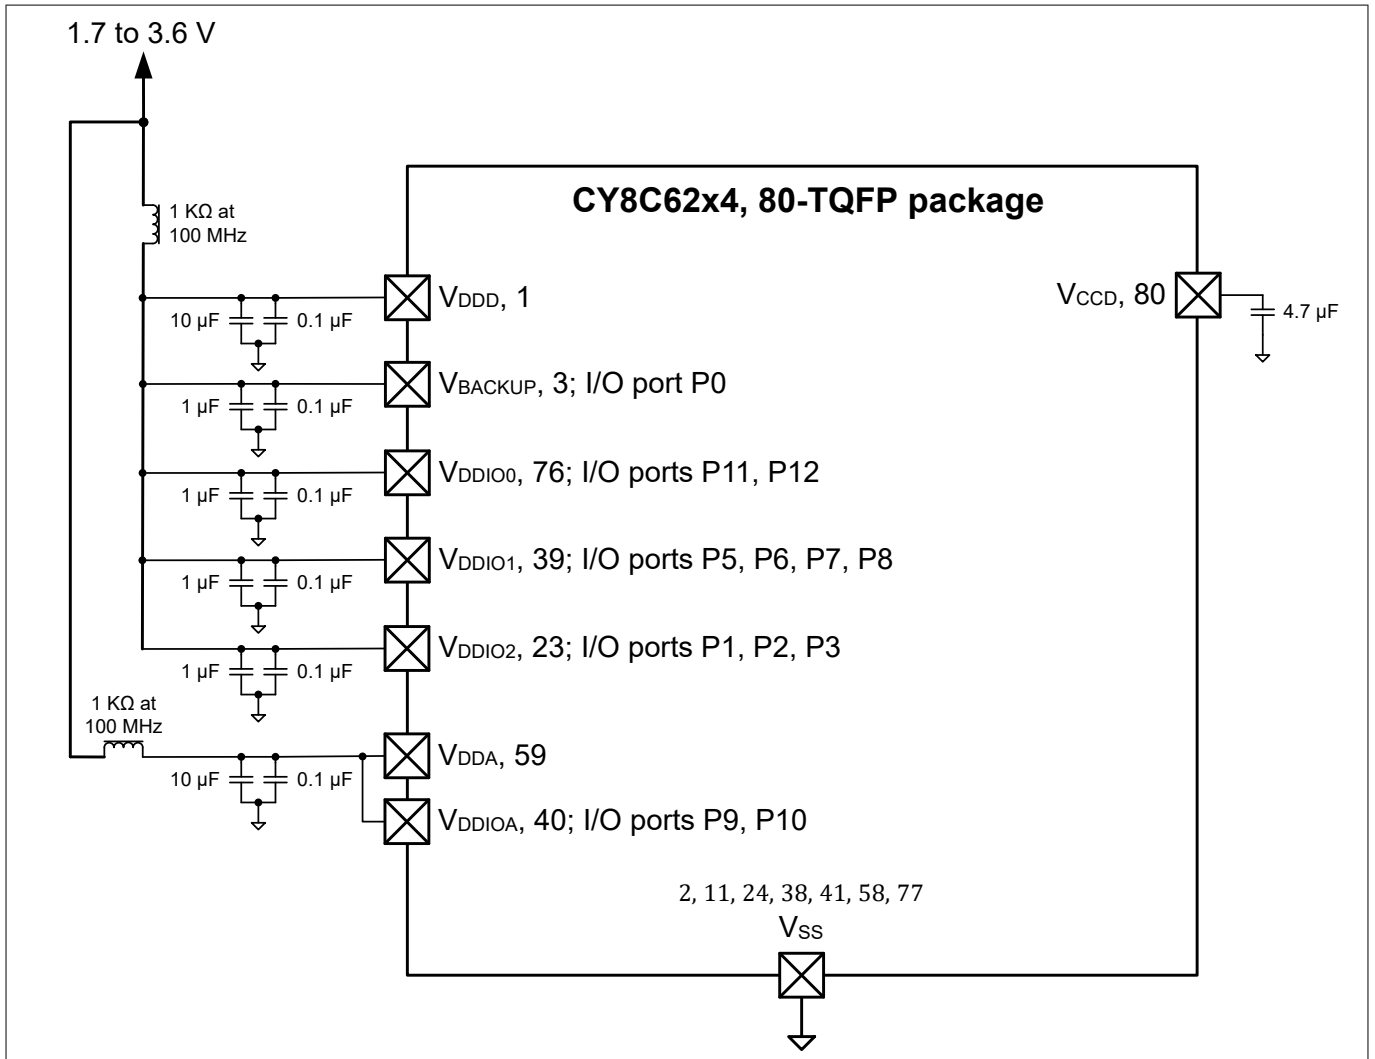 1.7 to 3.6 V
1 KΩ at
100 MHz
CY8C62x4, 80-TQFP package
VDDD, 1
10 µF
0.1 µF
VCCD, 80
4.7 µF
VBACKUP, 3; I/O port P0
1 µF
0.1 µF
VDDIO0, 76; I/O ports P11, P12
1 µF
0.1 µF
VDDIO1, 39; I/O ports P5, P6, P7, P8
1 µF
0.1 µF
VDDIO2, 23; I/O ports P1, P2, P3
1 µF
0.1 µF
1 KΩ at
100 MHz
VDDA, 59
10 µF
0.1 µF
VDDIOA, 40; I/O ports P9, P10
2, 11, 24, 38, 41, 58, 77
VSS